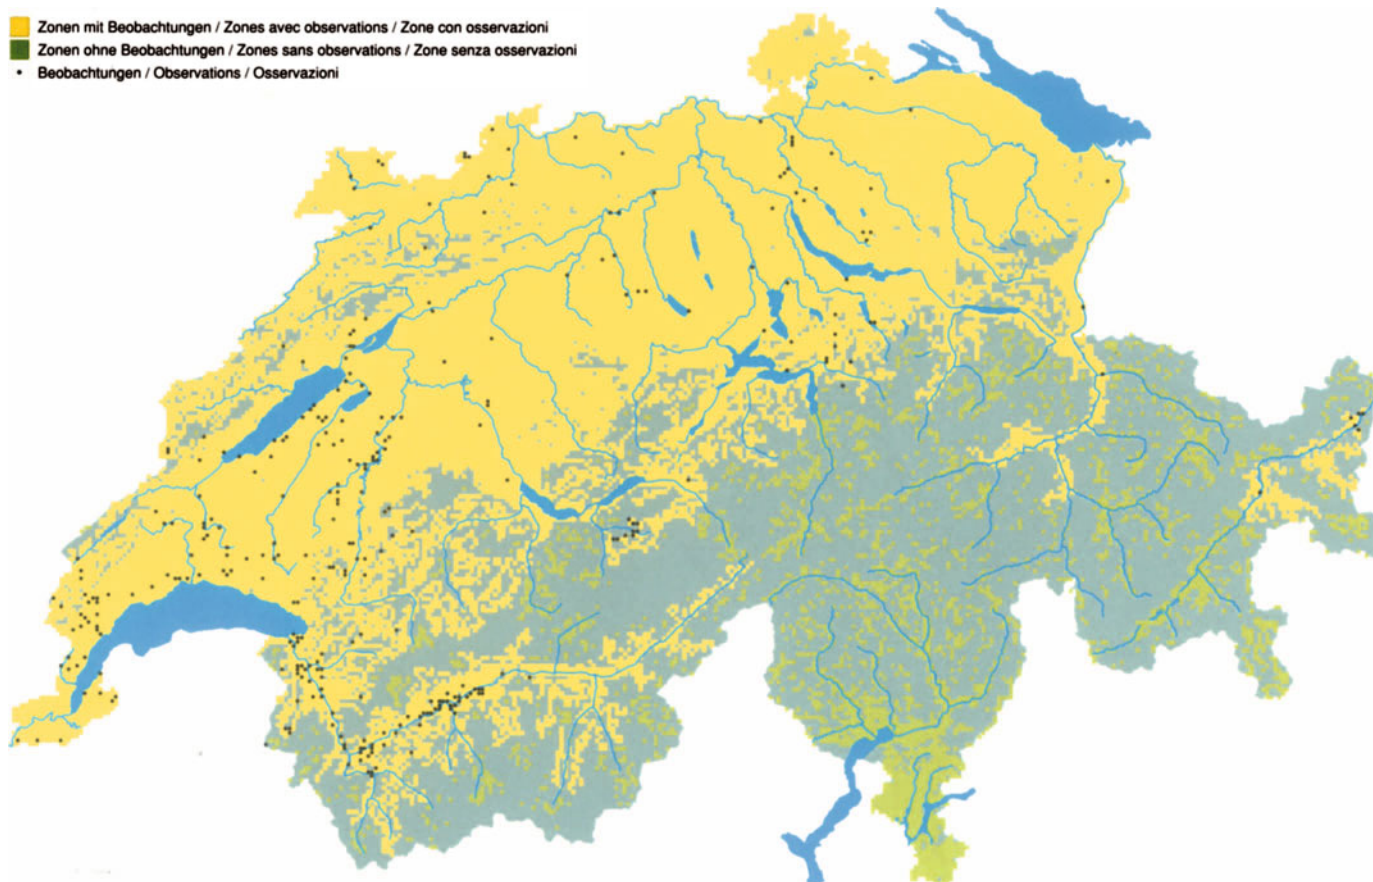 Zonen mit Beobachtungen / Zones avec observations / Zone con osservazioni
Zonen ohne Beobachtungen / Zones sans observations / Zone senza osservazioni
Beobachtungen / Observations / Osservazioni